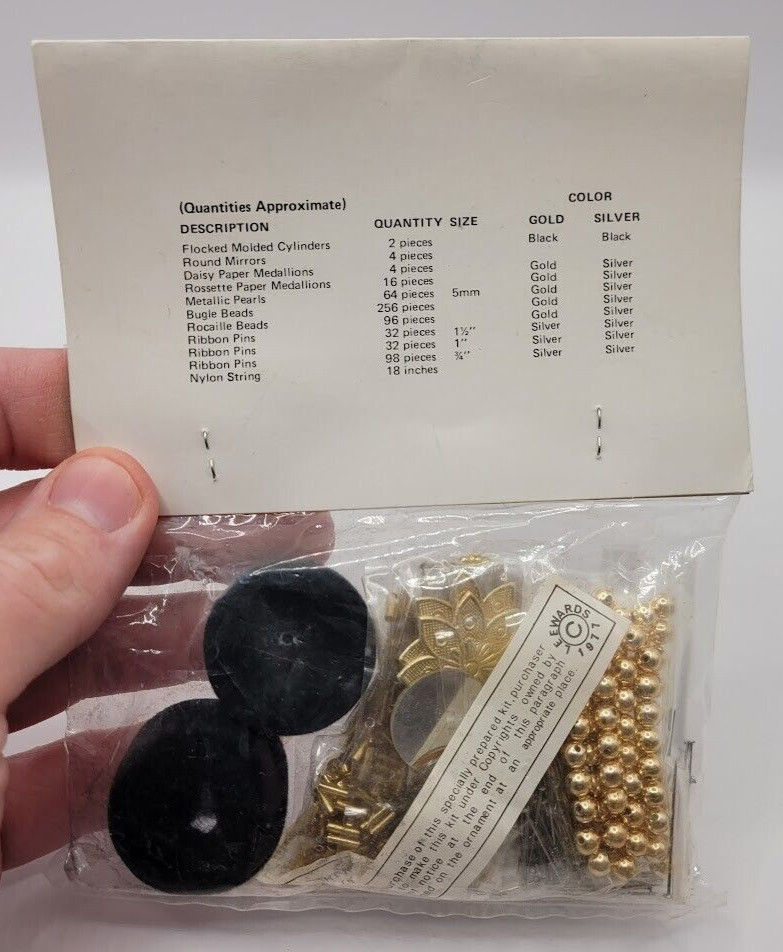 (Quantities Approximate) COLOR
DESCRIPTION QUANTITY SIZE GOLD SILVER
Flocked Molded Cylinders 2 pieces Black Black
Round Mirrors 4 pieces
Daisy Paper Medallions 4 pieces Gold Silver
Rossette Paper Medallions 16 pieces Gold Silver
Metallic Pearls 64 pieces 5mm Gold Silver
Bugle Beads 256 pieces Gold Silver
Rocaille Beads 96 pieces Gold Silver
Ribbon Pins 32 pieces 1½" Silver Silver
Ribbon Pins 32 pieces 1" Silver Silver
Ribbon Pins 98 pieces ¾" Silver Silver
Nylon String 18 inches
of this specially prepared kit, purchaser
make this kit under Copyrights owned by
notice at the end of this paragraph
on the ornament at an appropriate place.
LEEWARDS
©
1971